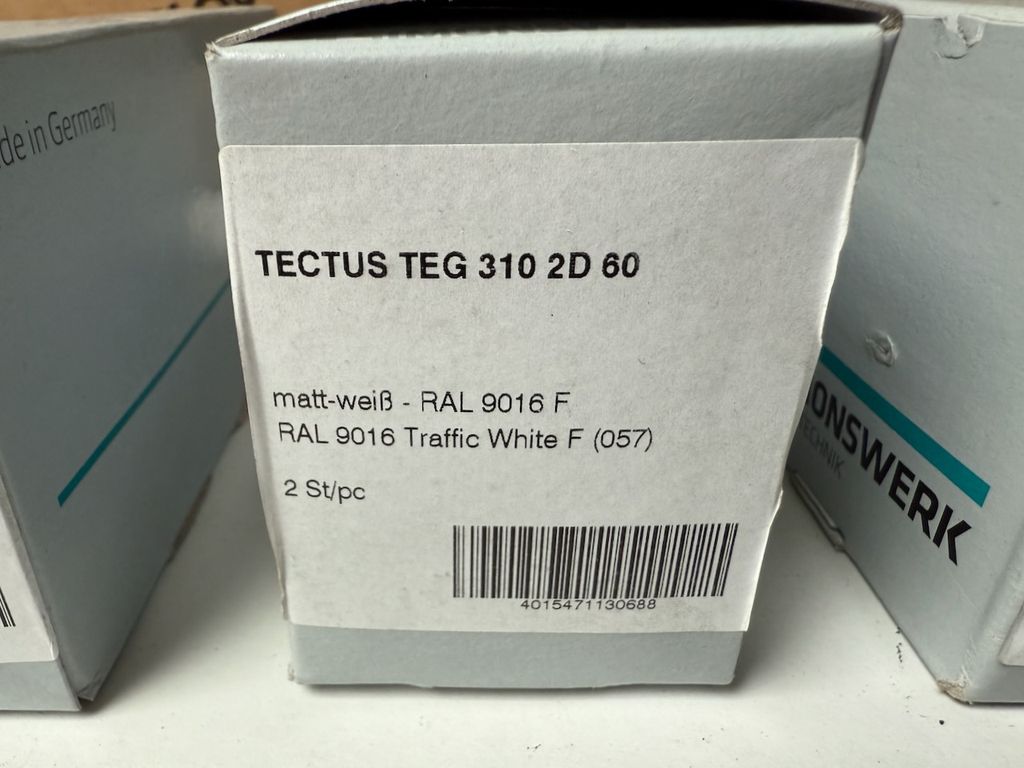 de in Germany
TECTUS TEG 310 2D 60
matt-weiß - RAL 9016 F
RAL 9016 Traffic White F (057)
2 St/pc
4015471130688
ONSWERK
ECHNIK